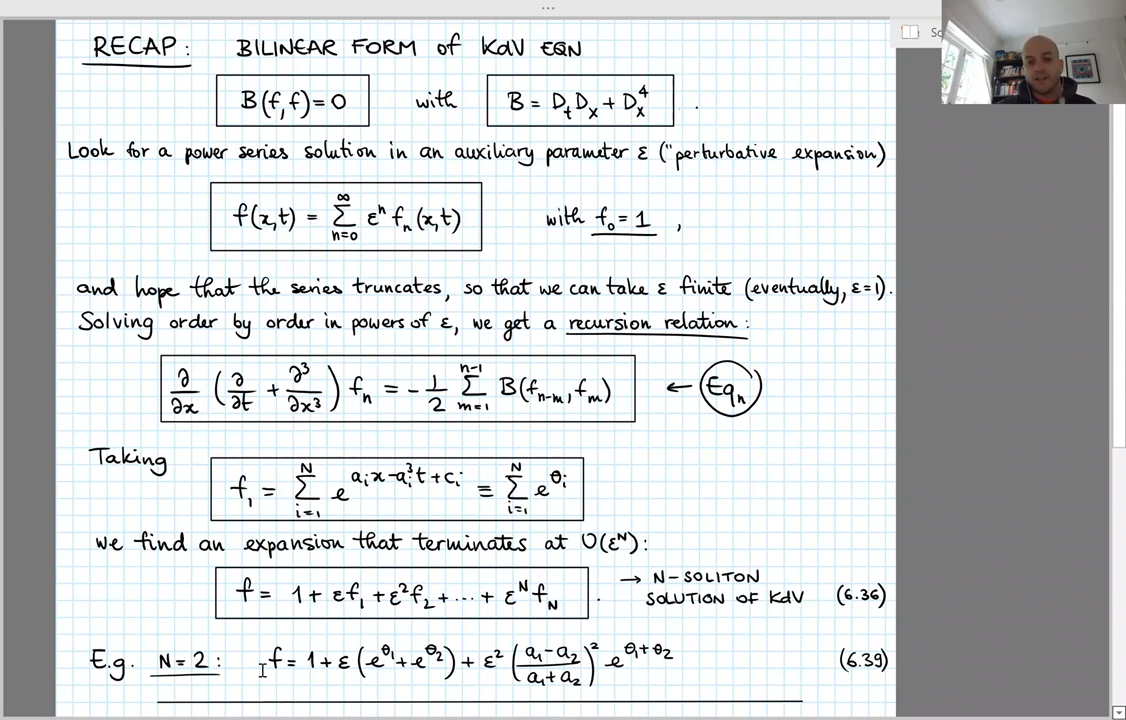 RECAP: BILINEAR FORM of KdV EQN
B(f,f)=0 with B = D_t D_x + D_x^4 .
Look for a power series solution in an auxiliary parameter ε ("perturbative expansion)
f(x,t) = Σ_{n=0}^{∞} ε^n f_n(x,t) with f_0 = 1 ,
and hope that the series truncates, so that we can take ε finite (eventually, ε=1).
Solving order by order in powers of ε, we get a recursion relation:
∂/∂x (∂/∂t + ∂^3/∂x^3) f_n = -1/2 Σ_{m=1}^{n-1} B(f_{n-m}, f_m) ← Eq_n
Taking
f_1 = Σ_{i=1}^{N} e^{a_i x - a_i^3 t + c_i} ≡ Σ_{i=1}^{N} e^{θ_i}
we find an expansion that terminates at O(ε^N):
f = 1 + εf_1 + ε^2 f_2 + ... + ε^N f_N . → N-SOLITON
SOLUTION OF KdV (6.36)
E.g. N=2: f = 1 + ε(e^{θ_1} + e^{θ_2}) + ε^2 ((a_1 - a_2)/(a_1 + a_2))^2 e^{θ_1 + θ_2} (6.39)